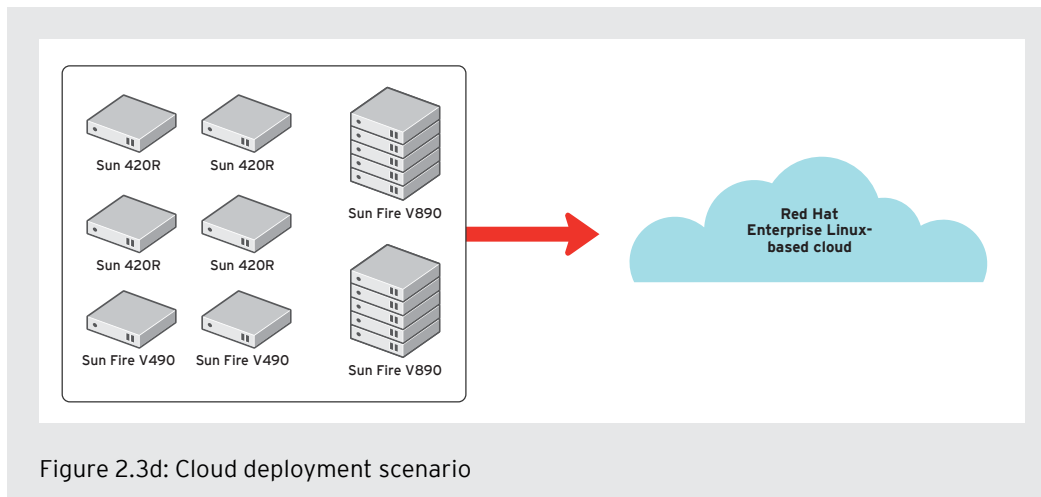 Sun 420R
Sun 420R
Sun Fire V890
Sun 420R
Sun 420R
Sun Fire V490
Sun Fire V490
Sun Fire V890
Red Hat
Enterprise Linux-
based cloud
Figure 2.3d: Cloud deployment scenario